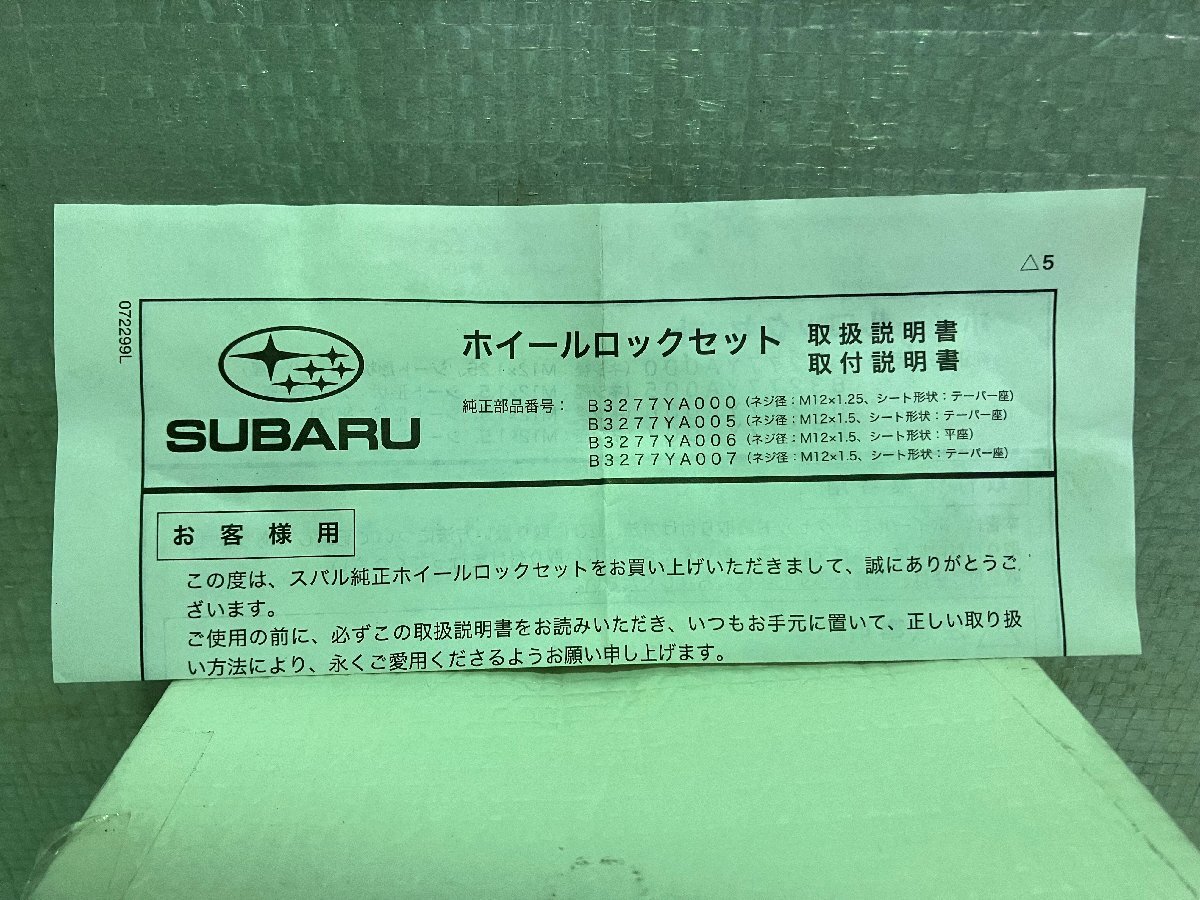 △5
072299L
SUBARU
ホイールロックセット 取扱説明書
取付説明書
純正部品番号： B3277YA000（ネジ径：M12×1.25、シート形状：テーパー座）
B3277YA005（ネジ径：M12×1.5、シート形状：テーパー座）
B3277YA006（ネジ径：M12×1.5、シート形状：平座）
B3277YA007（ネジ径：M12×1.5、シート形状：テーパー座）
お客様用
この度は、スバル純正ホイールロックセットをお買い上げいただきまして、誠にありがとうご
ざいます。
ご使用の前に、必ずこの取扱説明書をお読みいただき、いつもお手元に置いて、正しい取り扱
い方法により、永くご愛用くださるようお願い申し上げます。